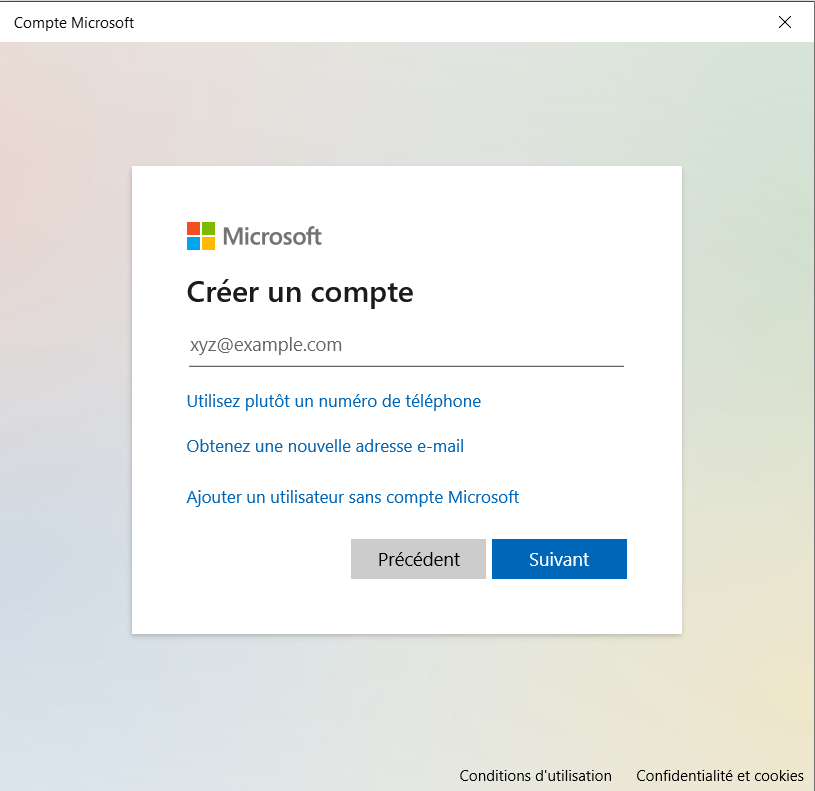 Compte Microsoft
Microsoft
Créer un compte
xyz@example.com
Utilisez plutôt un numéro de téléphone
Obtenez une nouvelle adresse e-mail
Ajouter un utilisateur sans compte Microsoft
Précédent
Suivant
Conditions d'utilisation
Confidentialité et cookies